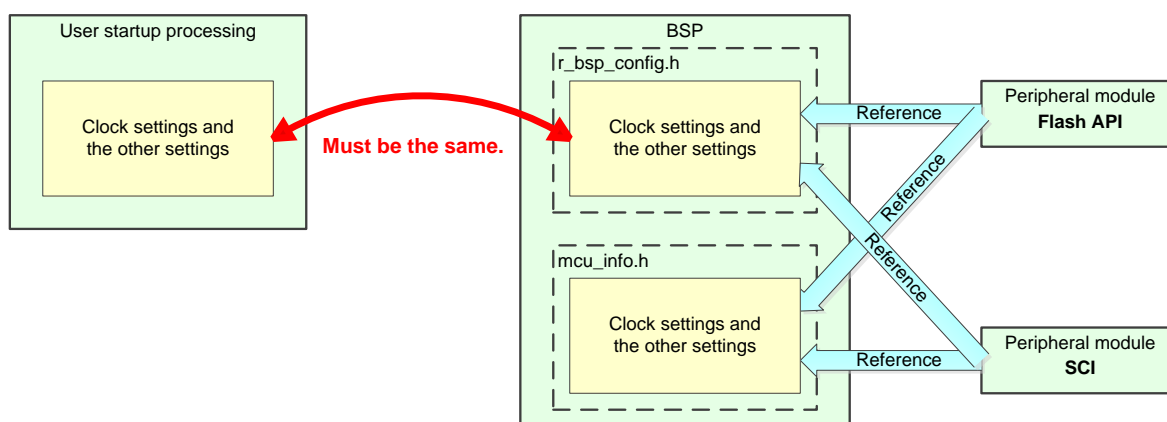 User startup processing
Clock settings and
the other settings
Must be the same.
BSP
r_bsp_config.h
Clock settings and
the other settings
mcu_info.h
Clock settings and
the other settings
Reference
Reference
Reference
Reference
Peripheral module
Flash API
Peripheral module
SCI